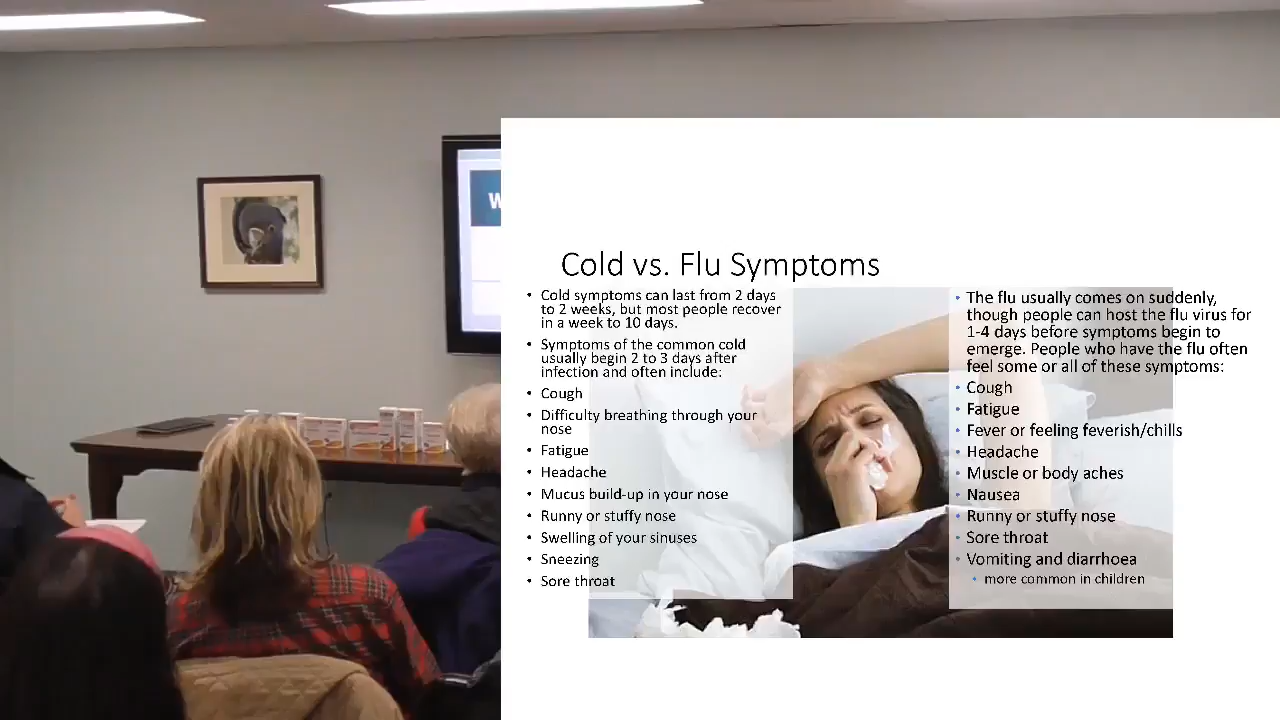 W
Cold vs. Flu Symptoms
• Cold symptoms can last from 2 days
to 2 weeks, but most people recover
in a week to 10 days.
• Symptoms of the common cold
usually begin 2 to 3 days after
infection and often include:
• Cough
• Difficulty breathing through your
nose
• Fatigue
• Headache
• Mucus build-up in your nose
• Runny or stuffy nose
• Swelling of your sinuses
• Sneezing
• Sore throat
• The flu usually comes on suddenly,
though people can host the flu virus for
1-4 days before symptoms begin to
emerge. People who have the flu often
feel some or all of these symptoms:
• Cough
• Fatigue
• Fever or feeling feverish/chills
• Headache
• Muscle or body aches
• Nausea
• Runny or stuffy nose
• Sore throat
• Vomiting and diarrhoea
• more common in children